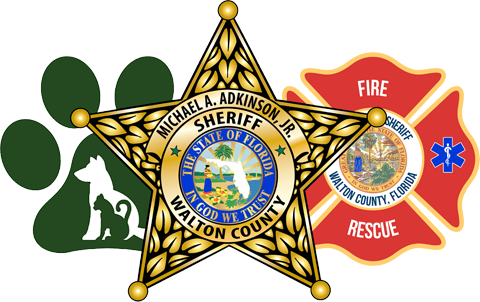 MICHAEL A. ADKINSON, JR.
SHERIFF
THE STATE OF FLORIDA
IN GOD WE TRUST
WALTON COUNTY
FIRE
SHERIFF
WALTON COUNTY, FLORIDA
RESCUE